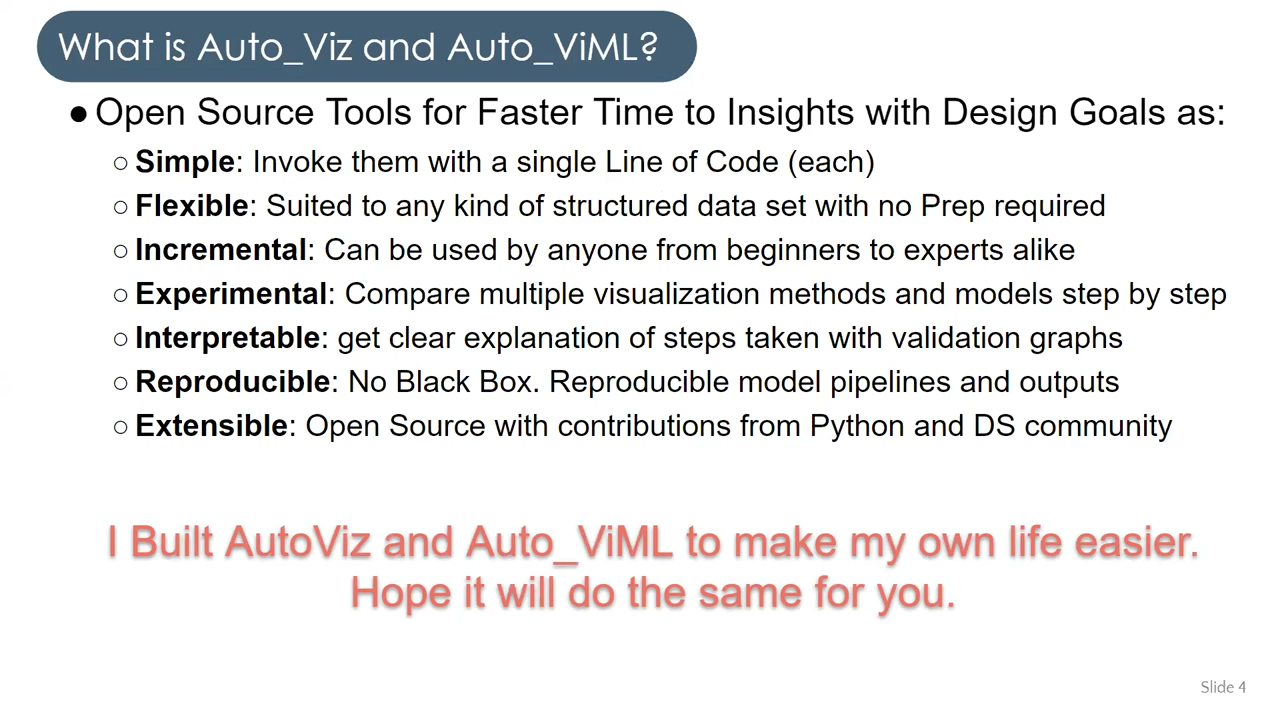 What is Auto_Viz and Auto_ViML?
● Open Source Tools for Faster Time to Insights with Design Goals as:
○ Simple: Invoke them with a single Line of Code (each)
○ Flexible: Suited to any kind of structured data set with no Prep required
○ Incremental: Can be used by anyone from beginners to experts alike
○ Experimental: Compare multiple visualization methods and models step by step
○ Interpretable: get clear explanation of steps taken with validation graphs
○ Reproducible: No Black Box. Reproducible model pipelines and outputs
○ Extensible: Open Source with contributions from Python and DS community
I Built AutoViz and Auto_ViML to make my own life easier.
Hope it will do the same for you.
Slide 4